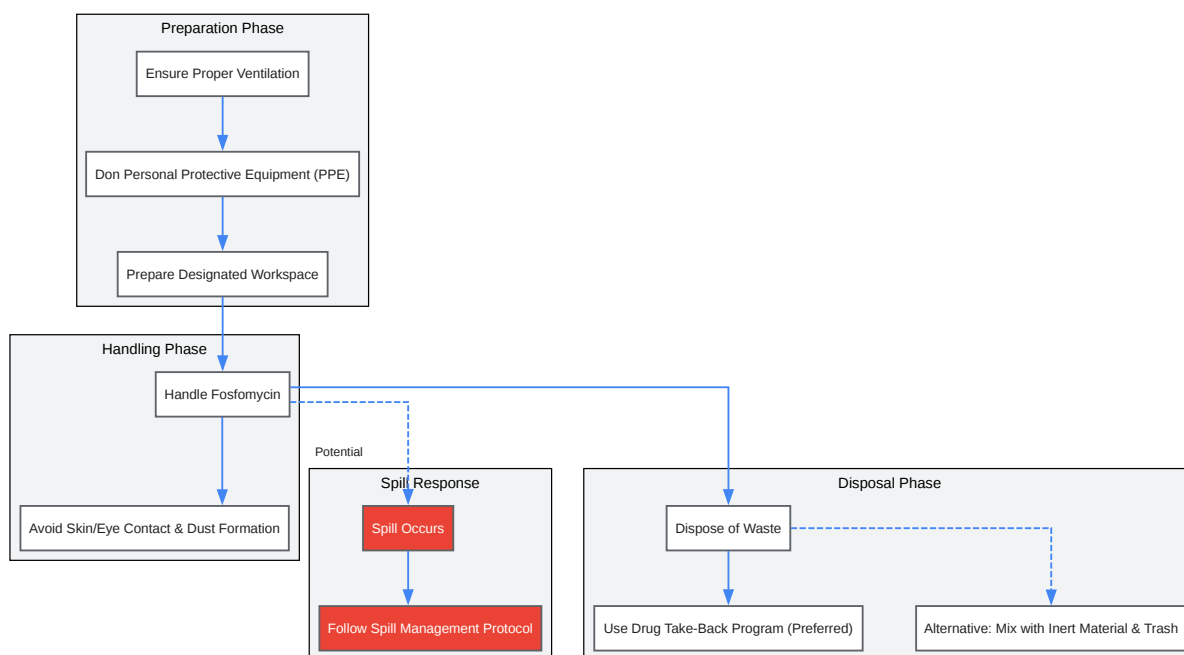 Preparation Phase
Ensure Proper Ventilation
Don Personal Protective Equipment (PPE)
Prepare Designated Workspace
Handling Phase
Handle Fosfomycin
Avoid Skin/Eye Contact & Dust Formation
Potential
Spill Response
Spill Occurs
Follow Spill Management Protocol
Disposal Phase
Dispose of Waste
Use Drug Take-Back Program (Preferred)
Alternative: Mix with Inert Material & Trash